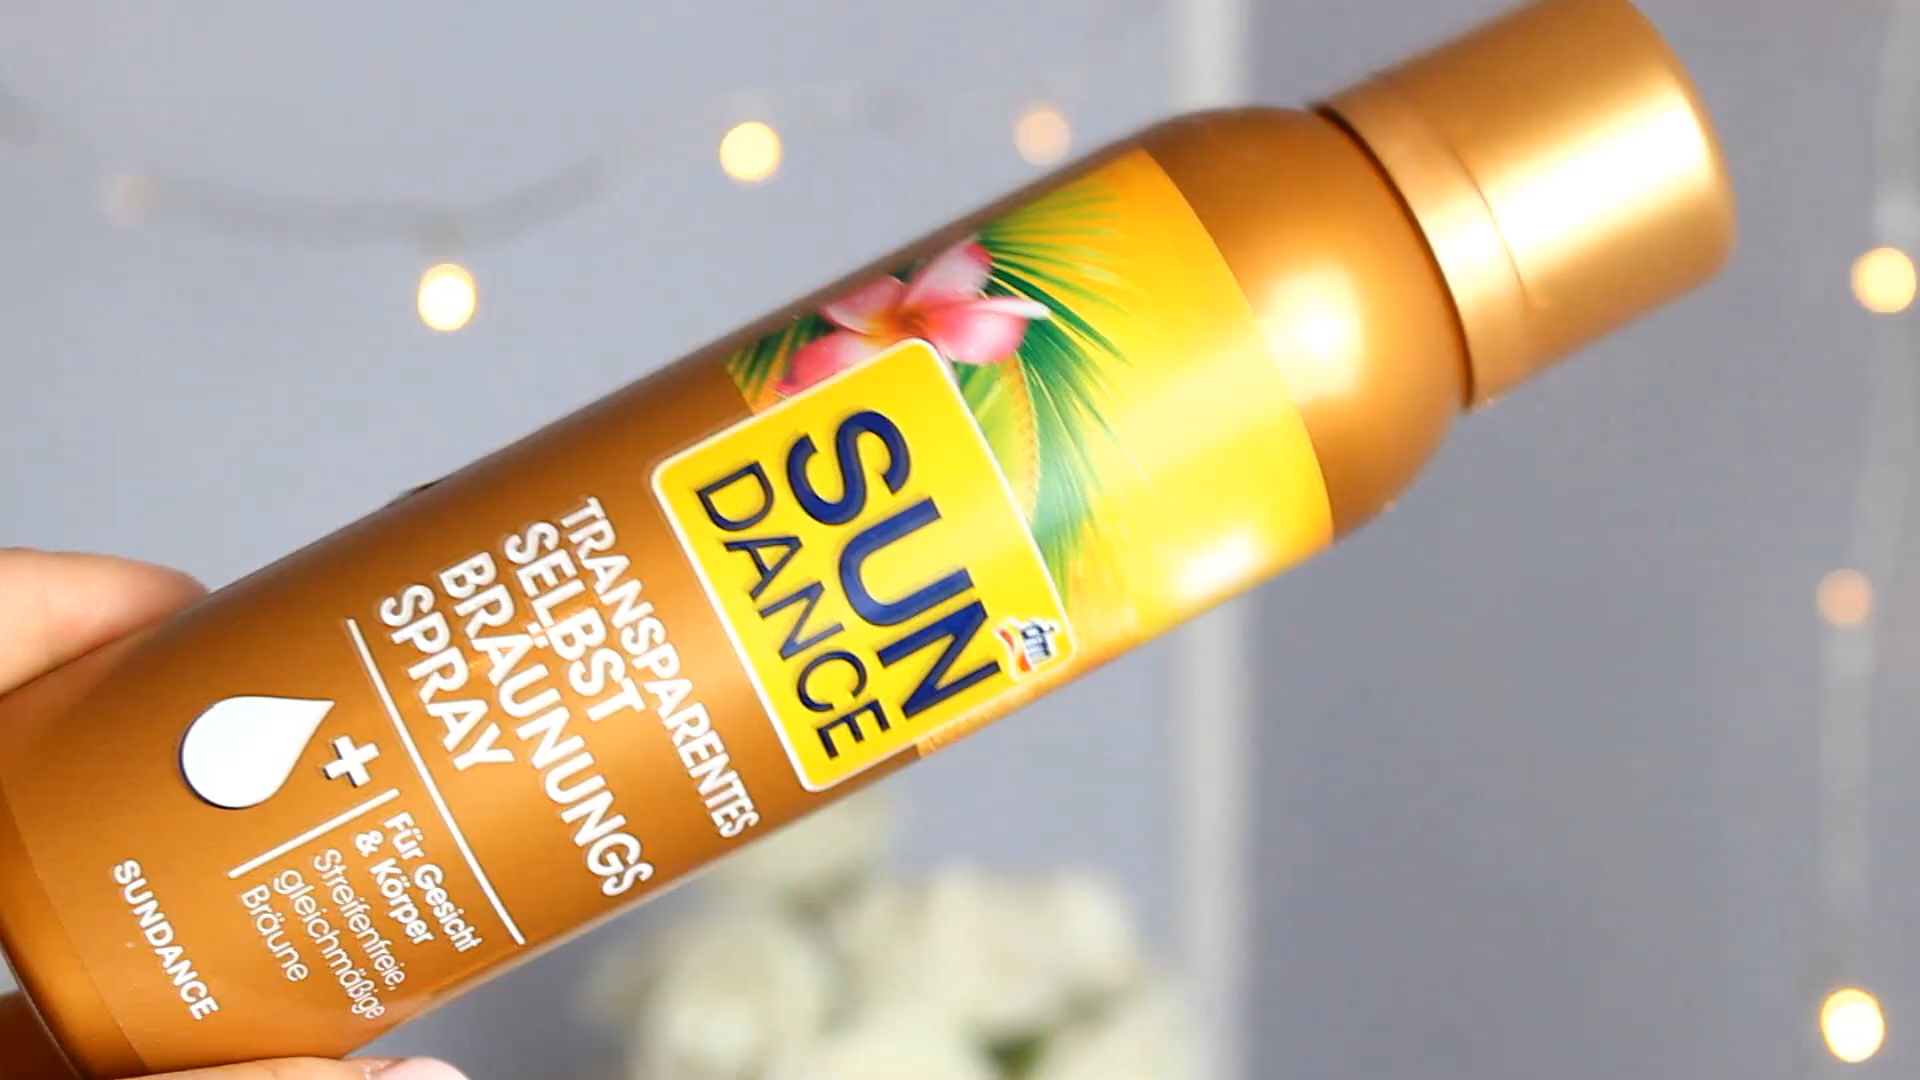 SUN
DANCE
dm
TRANSPARENTES
SELBST
BRÄUNUNGS
SPRAY
+
Für Gesicht
& Körper
Streifenfreie,
gleichmäßige
Bräune
SUNDANCE